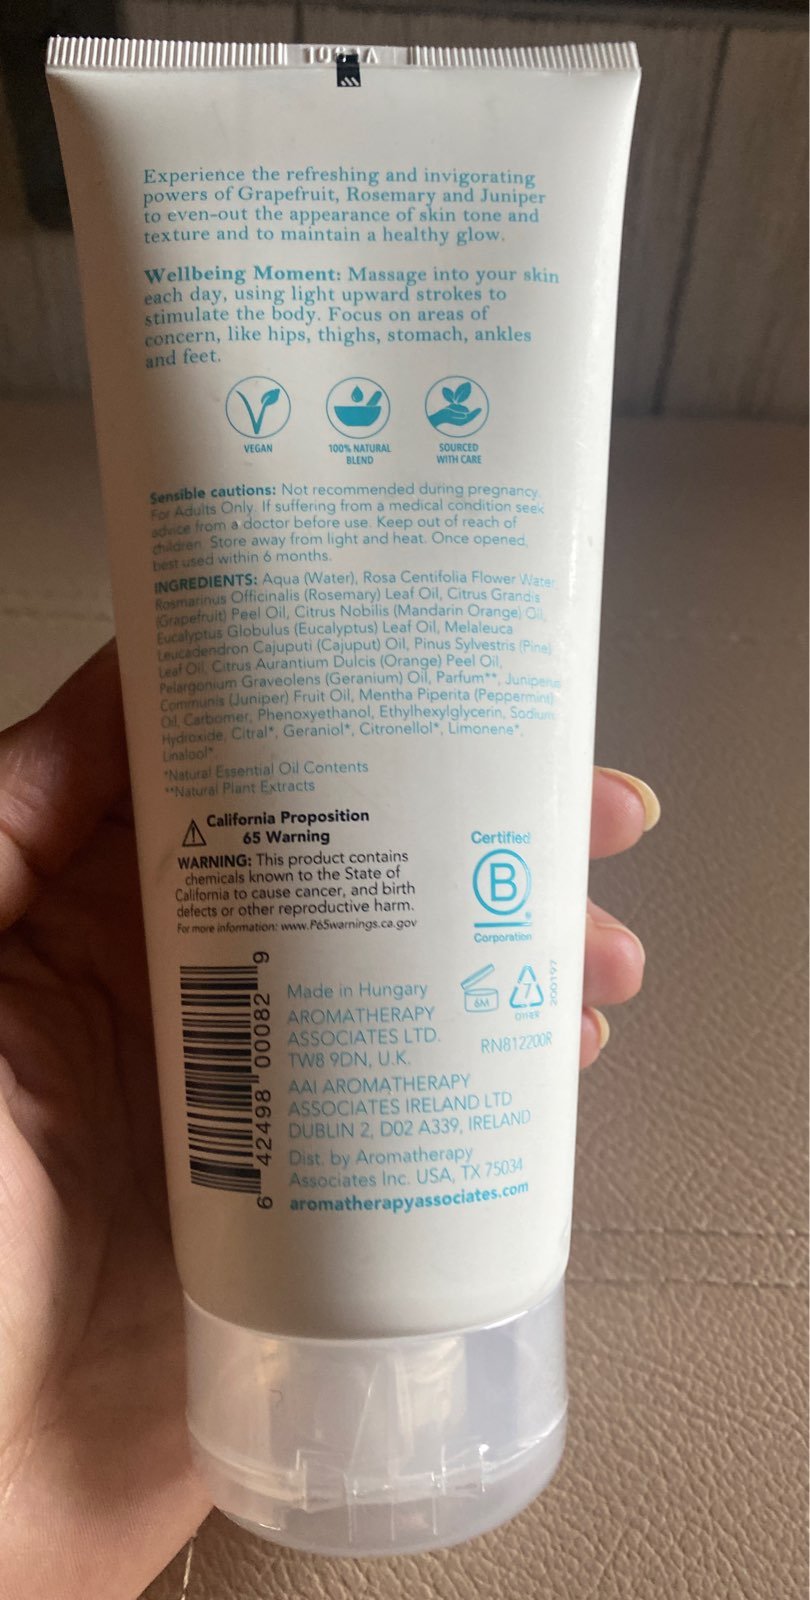 Experience the refreshing and invigorating
powers of Grapefruit, Rosemary and Juniper
to even-out the appearance of skin tone and
texture and to maintain a healthy glow.
Wellbeing Moment: Massage into your skin
each day, using light upward strokes to
stimulate the body. Focus on areas of
concern, like hips, thighs, stomach, ankles
and feet.
VEGAN
100% NATURAL
BLEND
SOURCED
WITH CARE
Sensible cautions: Not recommended during pregnancy.
For Adults Only. If suffering from a medical condition seek
advice from a doctor before use. Keep out of reach of
children. Store away from light and heat. Once opened,
best used within 6 months.
INGREDIENTS: Aqua (Water), Rosa Centifolia Flower Water,
Rosmarinus Officinalis (Rosemary) Leaf Oil, Citrus Grandis
(Grapefruit) Peel Oil, Citrus Nobilis (Mandarin Orange) Oil,
Eucalyptus Globulus (Eucalyptus) Leaf Oil, Melaleuca
Leucadendron Cajuputi (Cajuput) Oil, Pinus Sylvestris (Pine)
Leaf Oil, Citrus Aurantium Dulcis (Orange) Peel Oil,
Pelargonium Graveolens (Geranium) Oil, Parfum**, Juniperus
Communis (Juniper) Fruit Oil, Mentha Piperita (Peppermint)
Oil, Carbomer, Phenoxyethanol, Ethylhexylglycerin, Sodium
Hydroxide, Citral*, Geraniol*, Citronellol*, Limonene*,
Linalool*.
*Natural Essential Oil Contents
**Natural Plant Extracts
California Proposition
65 Warning
WARNING: This product contains
chemicals known to the State of
California to cause cancer, and birth
defects or other reproductive harm.
For more information: www.P65warnings.ca.gov
Certified
B
®
Corporation
6 42498 00082 9
Made in Hungary
AROMATHERAPY
ASSOCIATES LTD.
TW8 9DN, U.K.
6M
7
OTHER
200197
RN812200R
AAI AROMATHERAPY
ASSOCIATES IRELAND LTD
DUBLIN 2, D02 A339, IRELAND
Dist. by Aromatherapy
Associates Inc. USA, TX 75034
aromatherapyassociates.com